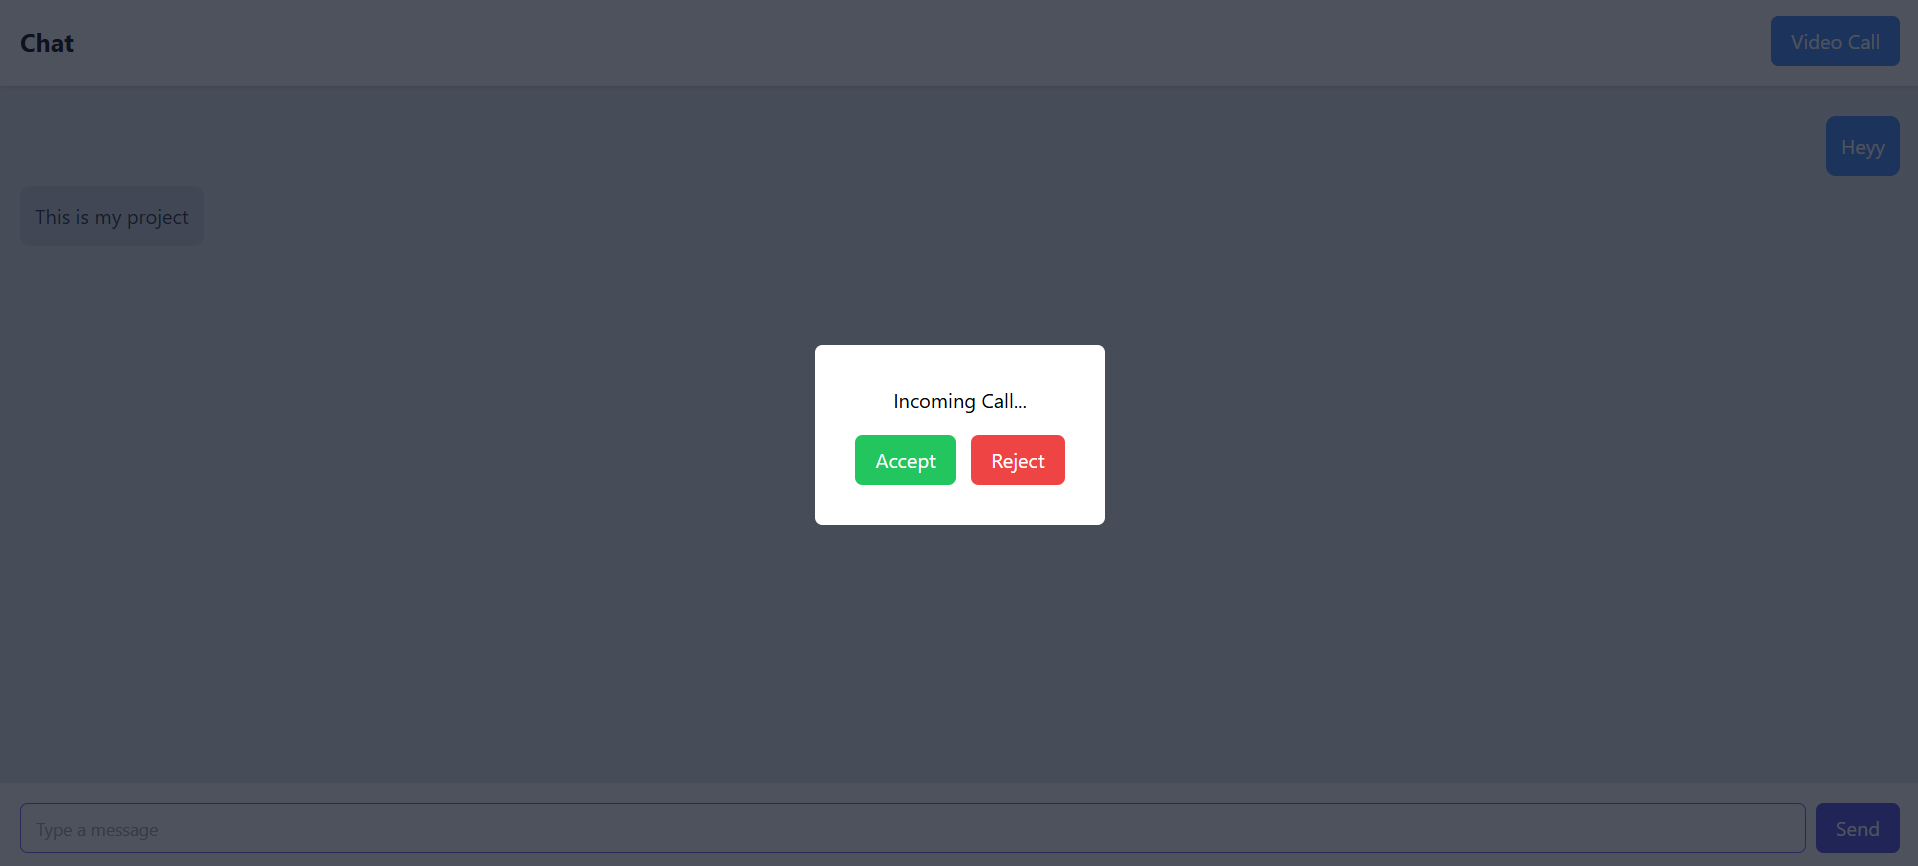 Chat
Video Call
Heyy
This is my project
Incoming Call...
Accept
Reject
Type a message
Send